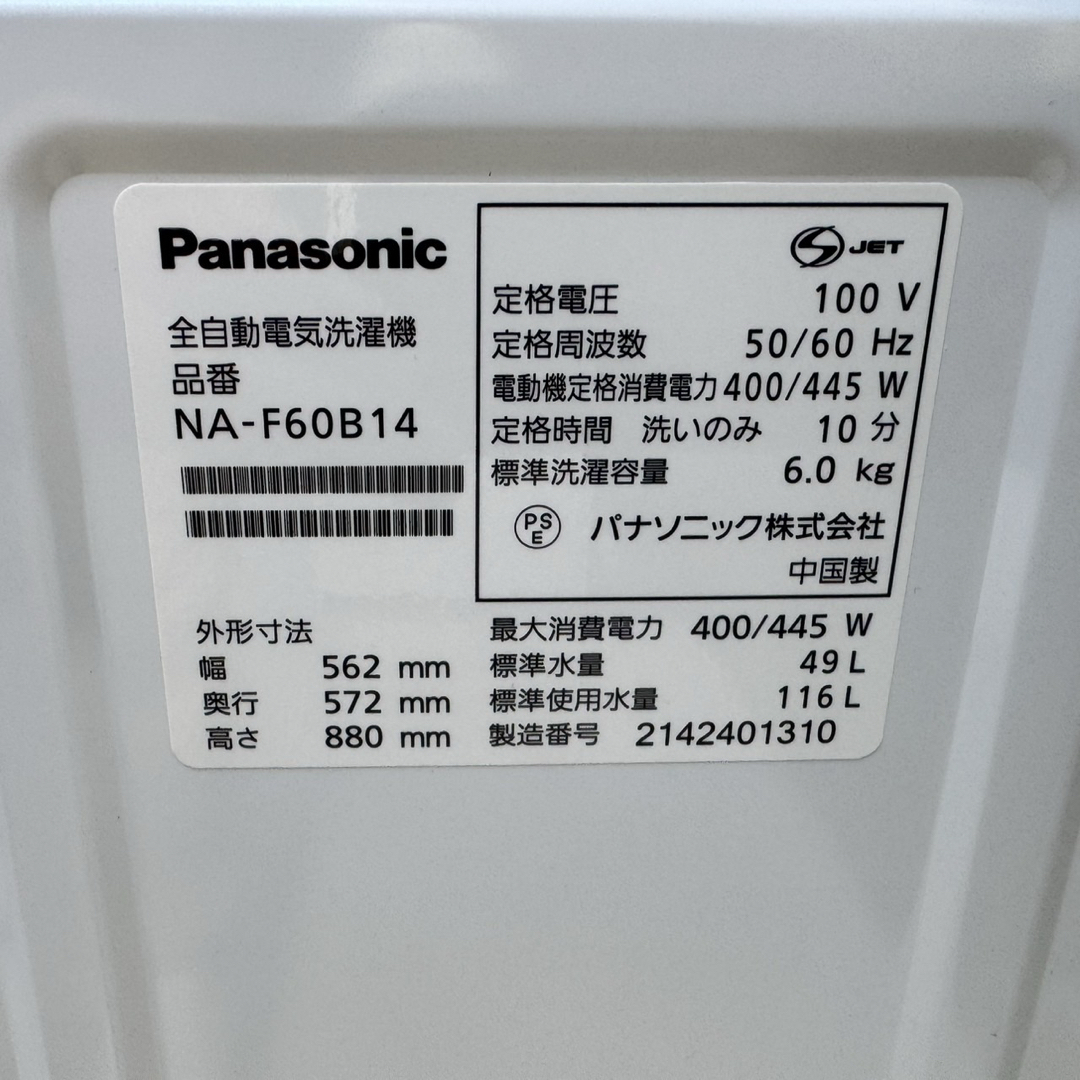 Panasonic
全自動電気洗濯機
品番
NA-F60B14
S JET
定格電圧 100 V
定格周波数 50/60 Hz
電動機定格消費電力 400/445 W
定格時間 洗いのみ 10 分
標準洗濯容量 6.0 kg
PS E パナソニック株式会社
中国製
外形寸法
幅 562 mm
奥行 572 mm
高さ 880 mm
最大消費電力 400/445 W
標準水量 49 L
標準使用水量 116 L
製造番号 2142401310